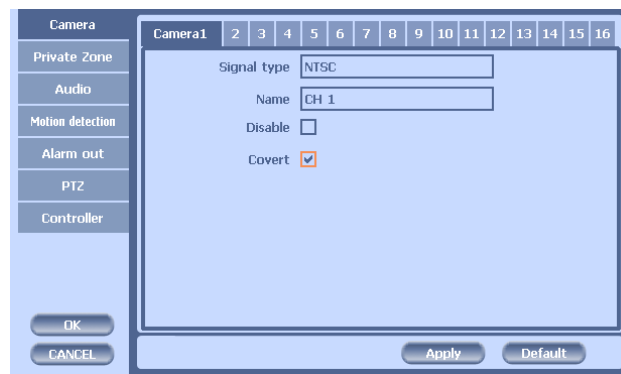 Camera
Private Zone
Audio
Motion detection
Alarm out
PTZ
Controller
OK
CANCEL
Camera1 2 3 4 5 6 7 8 9 10 11 12 13 14 15 16
Signal type NTSC
Name CH 1
Disable
Covert
Apply Default